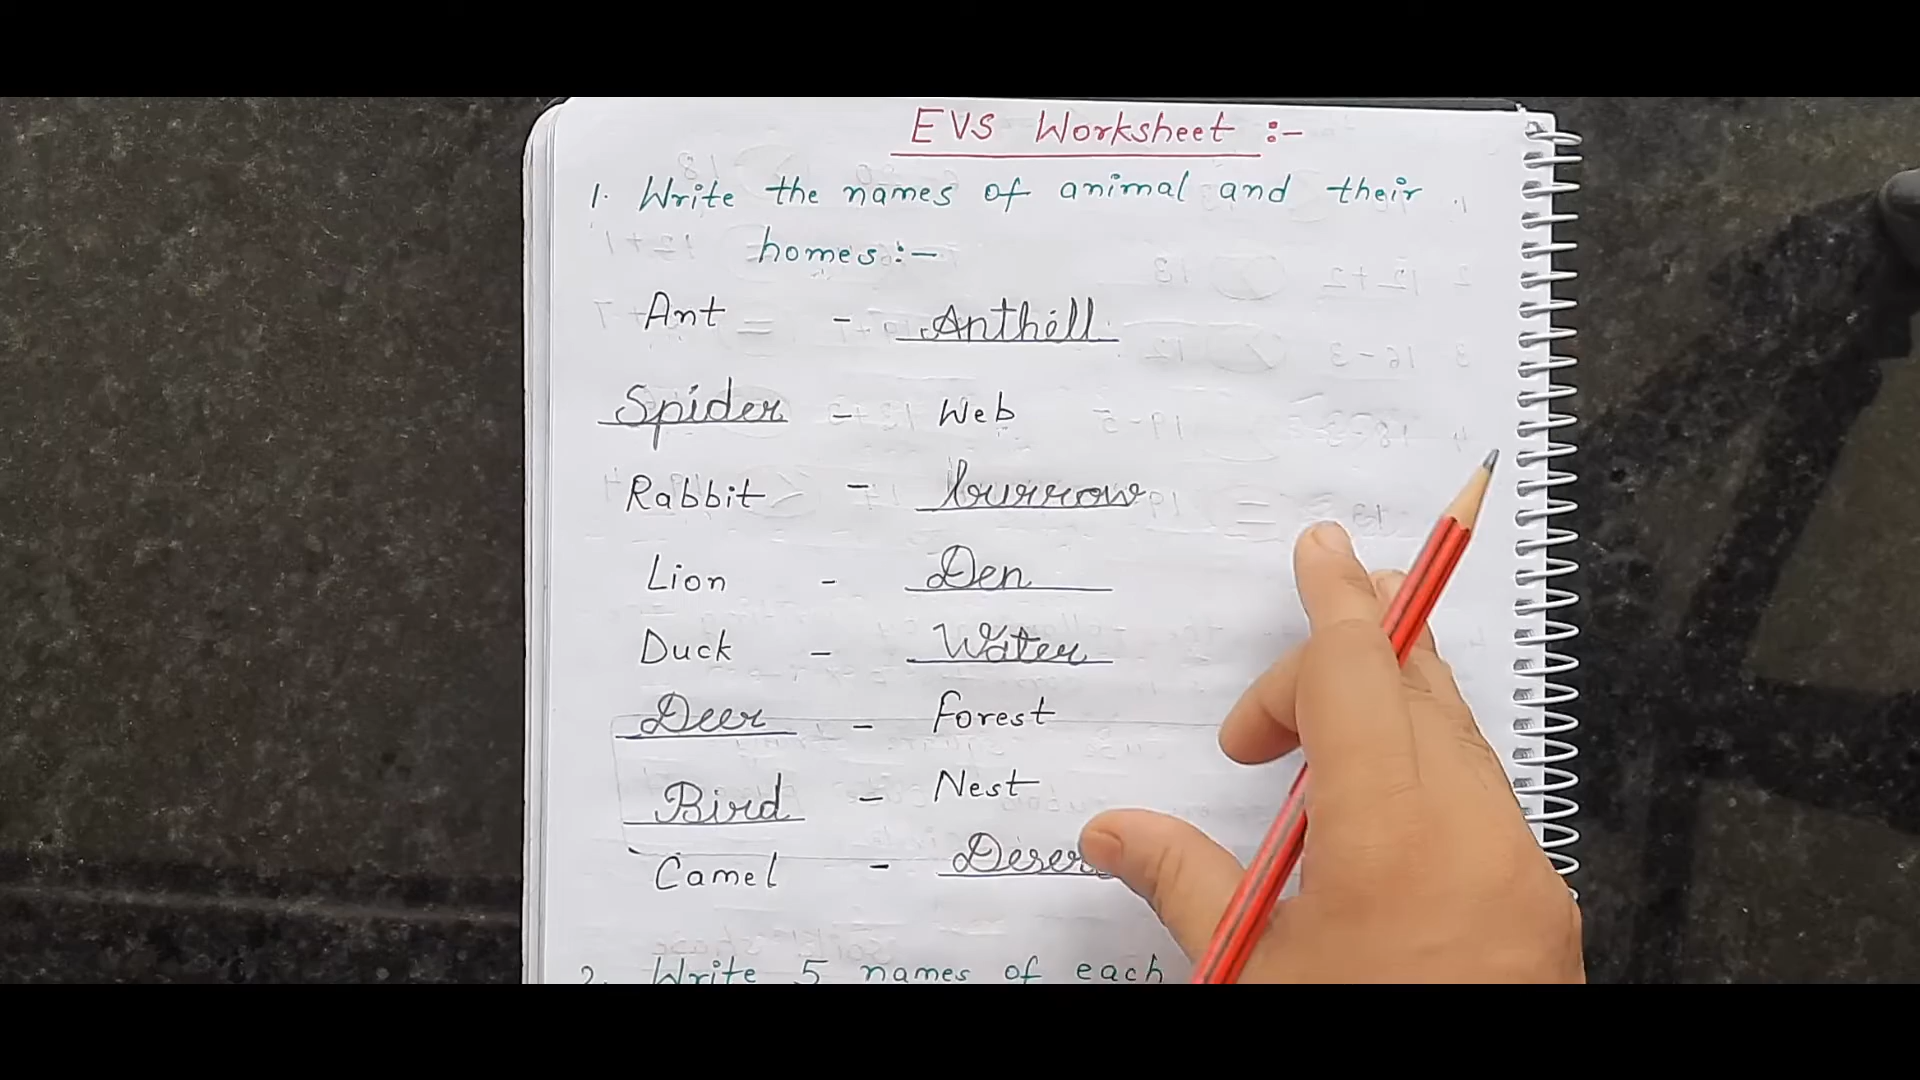 EVS Worksheet :-
1. Write the names of animal and their
homes:-
Ant - Anthill
Spider - Web
Rabbit - burrow
Lion - Den
Duck - Water
Deer - Forest
Bird - Nest
Camel - Deser
2. Write 5 names of each